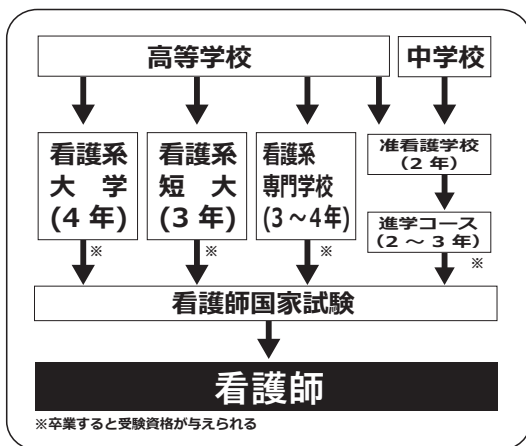 高等学校
中学校
看護系
大学
(4年)
看護系
短大
(3年)
看護系
専門学校
(3～4年)
准看護学校
(2年)
進学コース
(2～3年)
※
※
※
※
看護師国家試験
看護師
※卒業すると受験資格が与えられる